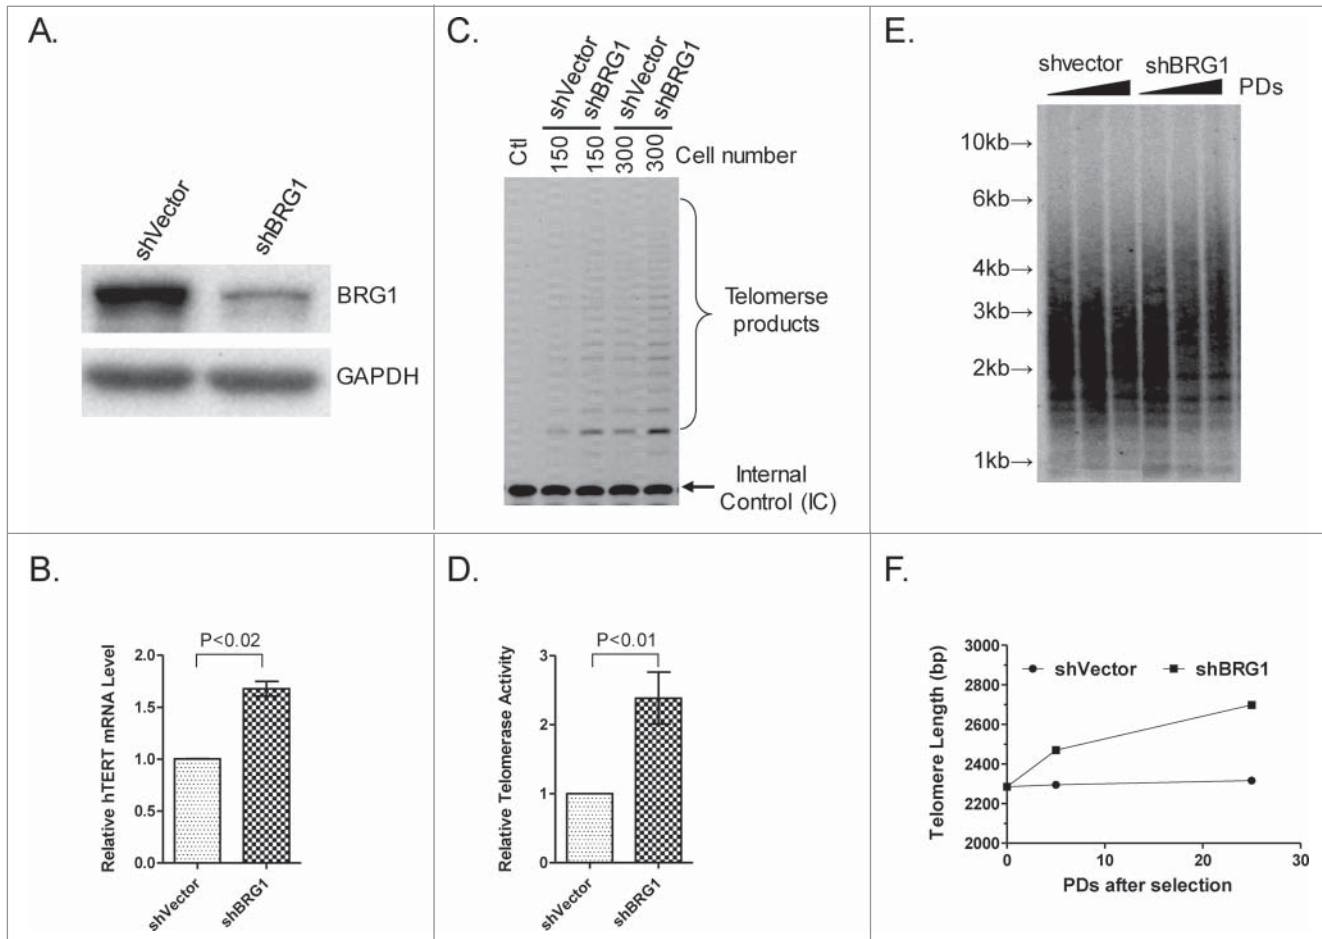 A.
shVector
shBRG1
BRG1
GAPDH
B.
P<0.02
Relative hTERT mRNA Level
2.0
1.5
1.0
0.5
0.0
shVector
shBRG1
C.
shVector
shBRG1
shVector
shBRG1
Ctl
150
150
300
300
Cell number
Telomerse
products
Internal
Control (IC)
D.
P<0.01
Relative Telomerase Activity
3
2
1
0
shVector
shBRG1
E.
shvector
shBRG1
PDs
10kb→
6kb→
4kb→
3kb→
2kb→
1kb→
F.
shVector
shBRG1
Telomere Length (bp)
3000
2800
2600
2400
2200
2000
0
10
20
30
PDs after selection